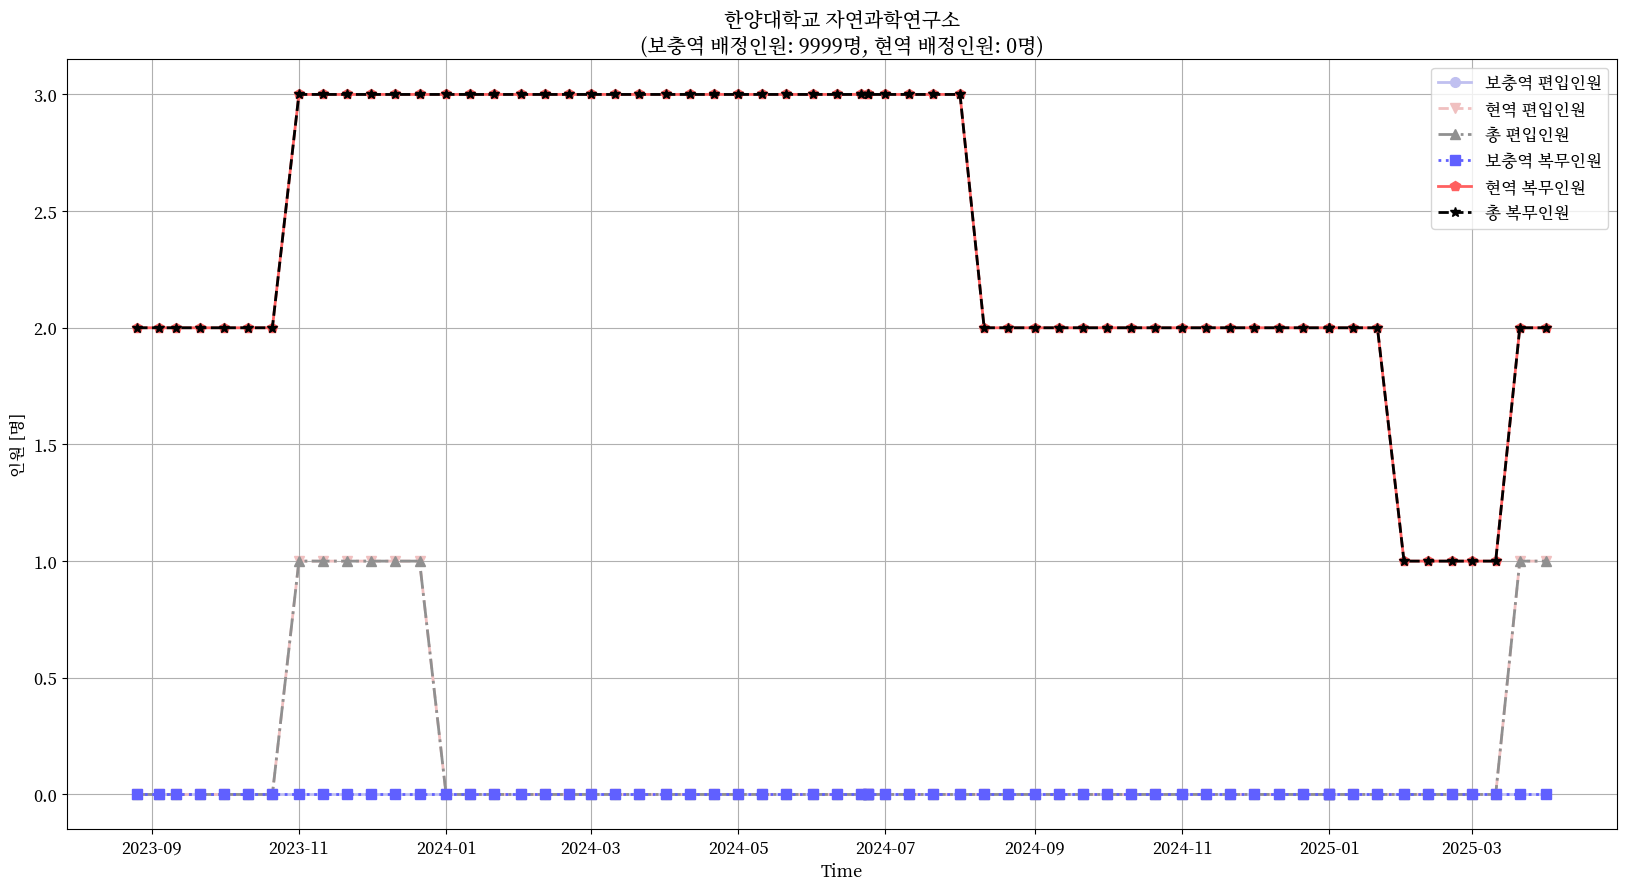 한양대학교 자연과학연구소
(보충역 배정인원: 9999명, 현역 배정인원: 0명)
보충역 편입인원
현역 편입인원
총 편입인원
보충역 복무인원
현역 복무인원
총 복무인원
인원 [명]
3.0
2.5
2.0
1.5
1.0
0.5
0.0
2023-09
2023-11
2024-01
2024-03
2024-05
2024-07
2024-09
2024-11
2025-01
2025-03
Time